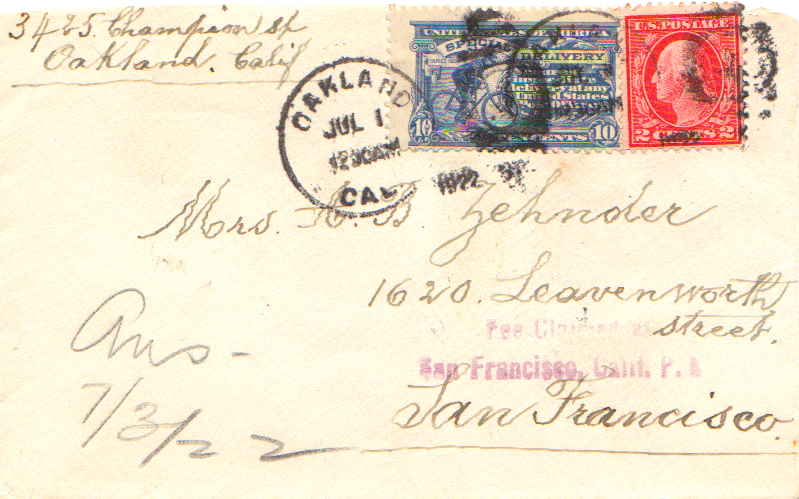 3425. Champion st
Oakland. Calif
UNITED STATES OF AMERICA
SPECIAL
DELIVERY
10 CENTS 10
U.S. POSTAGE
2 CENTS 2
OAKLAND
JUL 1
1230AM
CAL
1922
Mrs. A. B Zehnder
1620. Leavenworth
street.
Fee Claimed
San Francisco, Calif. P.
San Francisco.
Ans-
7/3/22